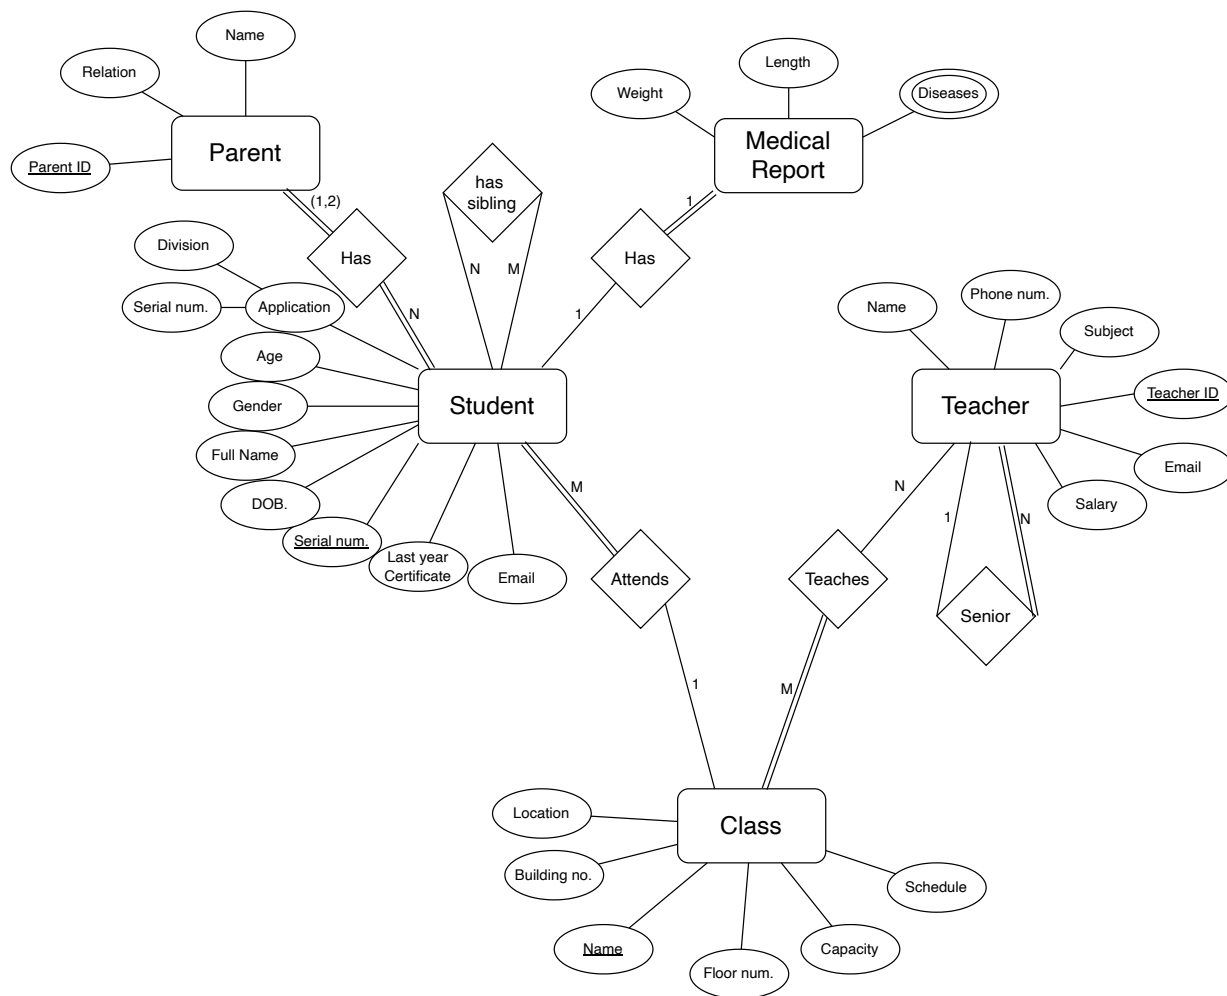 Name
Relation
Parent
Parent ID
(1,2)
Has
N
Length
Weight
Diseases
Medical
Report
1
Has
1
has
sibling
N
M
Division
Serial num.
Application
Age
Gender
Full Name
DOB.
Serial num.
Last year
Certificate
Email
Student
Name
Phone num.
Subject
Teacher ID
Email
Salary
Teacher
1
N
Senior
M
Attends
1
N
Teaches
M
Class
Location
Building no.
Name
Floor num.
Capacity
Schedule